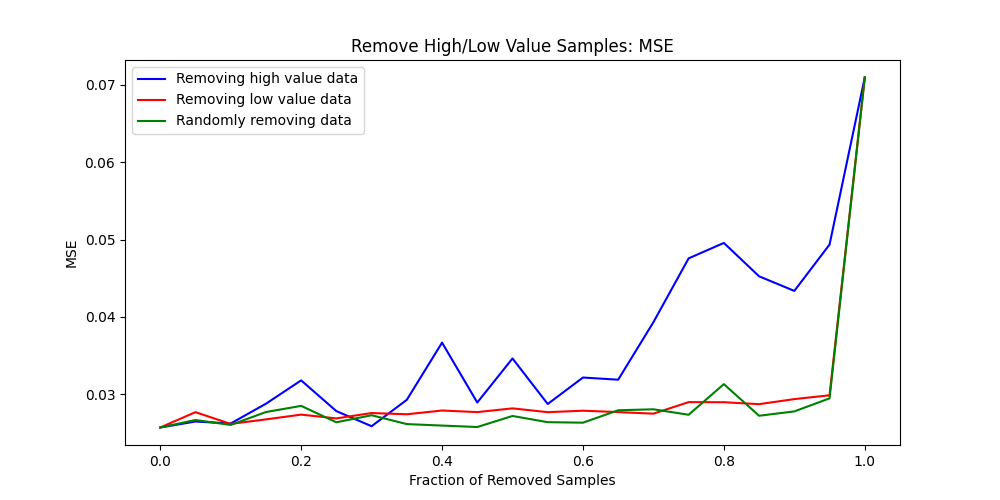 Remove High/Low Value Samples: MSE
Removing high value data
Removing low value data
Randomly removing data
0.07
0.06
0.05
0.04
0.03
MSE
0.0 0.2 0.4 0.6 0.8 1.0
Fraction of Removed Samples